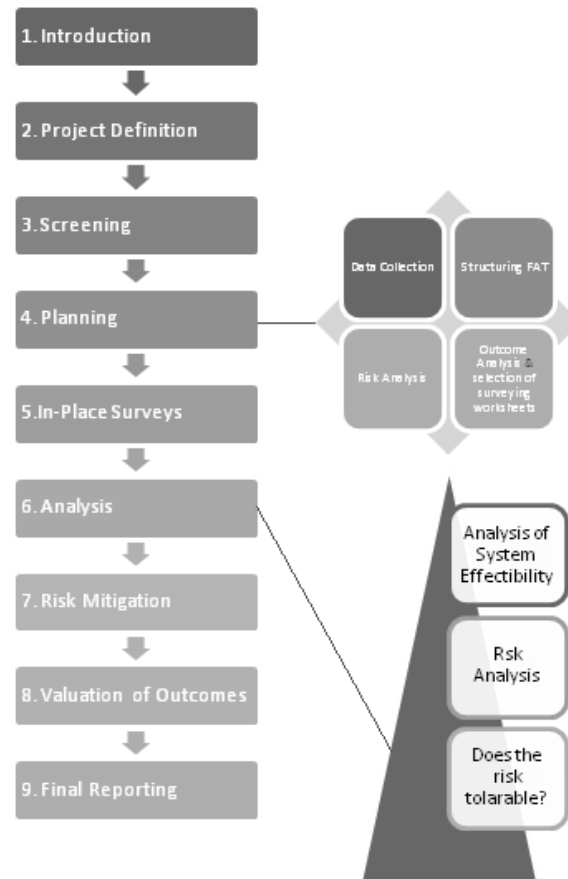 1. Introduction
2. Project Definition
3. Screening
4. Planning
5. In-Place Surveys
6. Analysis
7. Risk Mitigation
8. Valuation of Outcomes
9. Final Reporting
Data Collection
Structuring FAT
Risk Analysis
Outcome
Analysis &
selection of
surveying
worksheets
Analysis of
System
Effectibility
Rsk
Analysis
Does the
risk
tolarable?